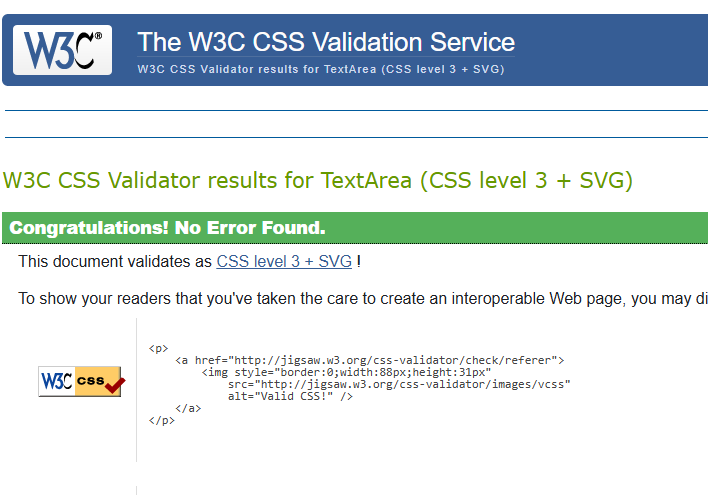 W3C®
The W3C CSS Validation Service
W3C CSS Validator results for TextArea (CSS level 3 + SVG)
W3C CSS Validator results for TextArea (CSS level 3 + SVG)
Congratulations! No Error Found.
This document validates as CSS level 3 + SVG !
To show your readers that you've taken the care to create an interoperable Web page, you may di
<p>
<a href="http://jigsaw.w3.org/css-validator/check/referer">
<img style="border:0;width:88px;height:31px"
src="http://jigsaw.w3.org/css-validator/images/vcss"
alt="Valid CSS!" />
</a>
</p>
W3C css